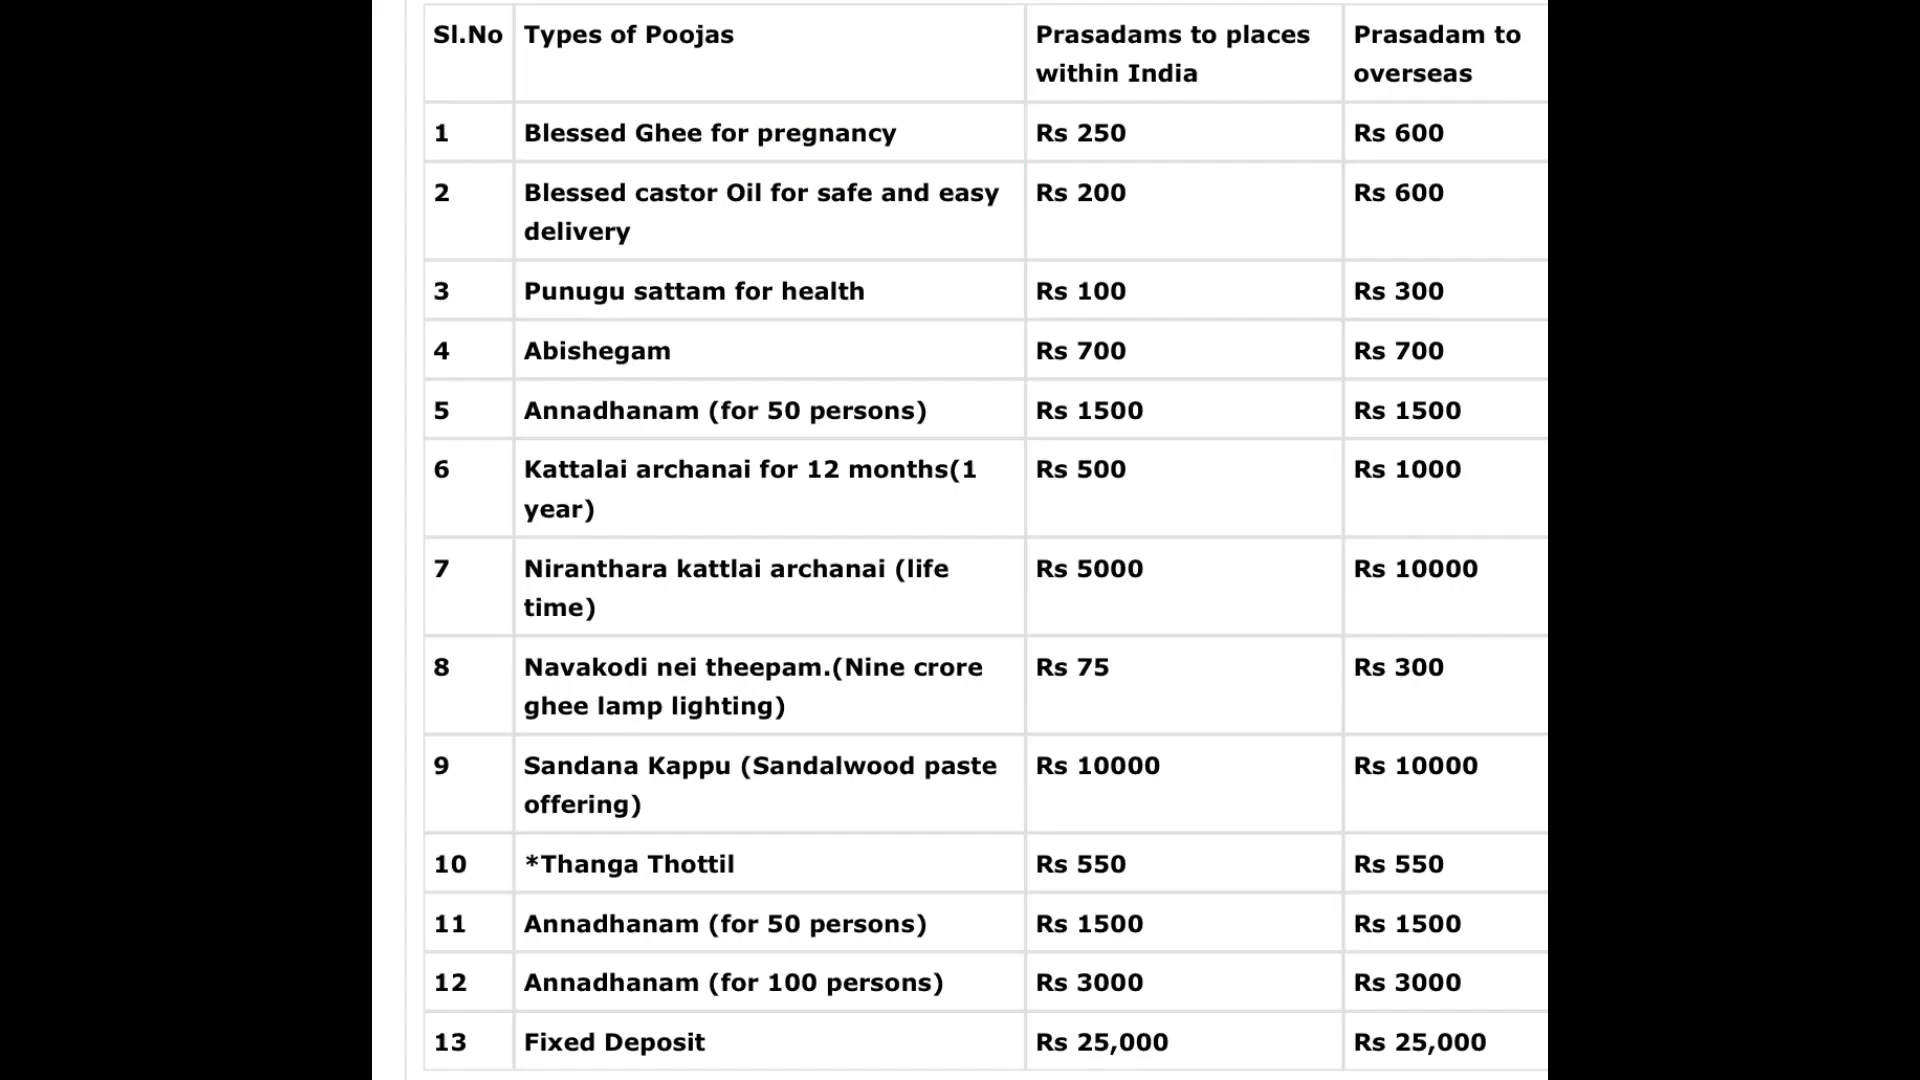 Sl.No Types of Poojas Prasadams to places within India Prasadam to overseas
1 Blessed Ghee for pregnancy Rs 250 Rs 600
2 Blessed castor Oil for safe and easy delivery Rs 200 Rs 600
3 Punugu sattam for health Rs 100 Rs 300
4 Abishegam Rs 700 Rs 700
5 Annadhanam (for 50 persons) Rs 1500 Rs 1500
6 Kattalai archanai for 12 months(1 year) Rs 500 Rs 1000
7 Niranthara kattlai archanai (life time) Rs 5000 Rs 10000
8 Navakodi nei theepam.(Nine crore ghee lamp lighting) Rs 75 Rs 300
9 Sandana Kappu (Sandalwood paste offering) Rs 10000 Rs 10000
10 *Thanga Thottil Rs 550 Rs 550
11 Annadhanam (for 50 persons) Rs 1500 Rs 1500
12 Annadhanam (for 100 persons) Rs 3000 Rs 3000
13 Fixed Deposit Rs 25,000 Rs 25,000